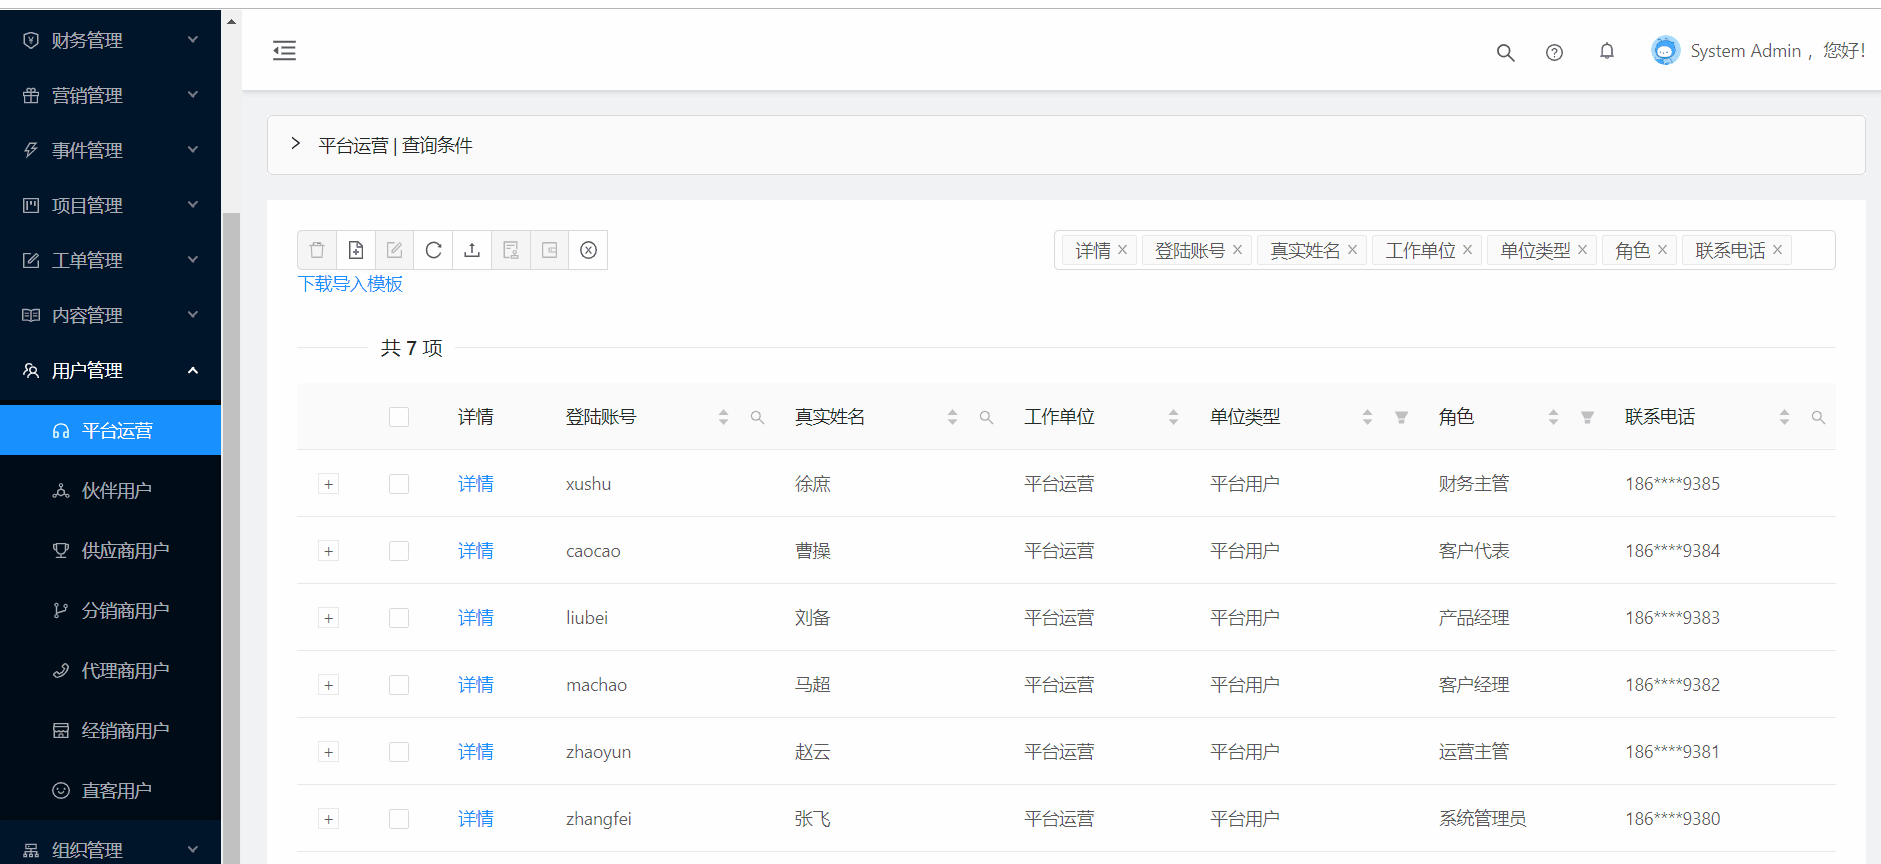 财务管理
营销管理
事件管理
项目管理
工单管理
内容管理
用户管理
平台运营
伙伴用户
供应商用户
分销商用户
代理商用户
经销商用户
直客用户
组织管理
System Admin ，您好!
平台运营 | 查询条件
详情 登陆账号 真实姓名 工作单位 单位类型 角色 联系电话
下载导入模板
共 7 项
详情 登陆账号 真实姓名 工作单位 单位类型 角色 联系电话
详情 xushu 徐庶 平台运营 平台用户 财务主管 186****9385
详情 caocao 曹操 平台运营 平台用户 客户代表 186****9384
详情 liubei 刘备 平台运营 平台用户 产品经理 186****9383
详情 machao 马超 平台运营 平台用户 客户经理 186****9382
详情 zhaoyun 赵云 平台运营 平台用户 运营主管 186****9381
详情 zhangfei 张飞 平台运营 平台用户 系统管理员 186****9380